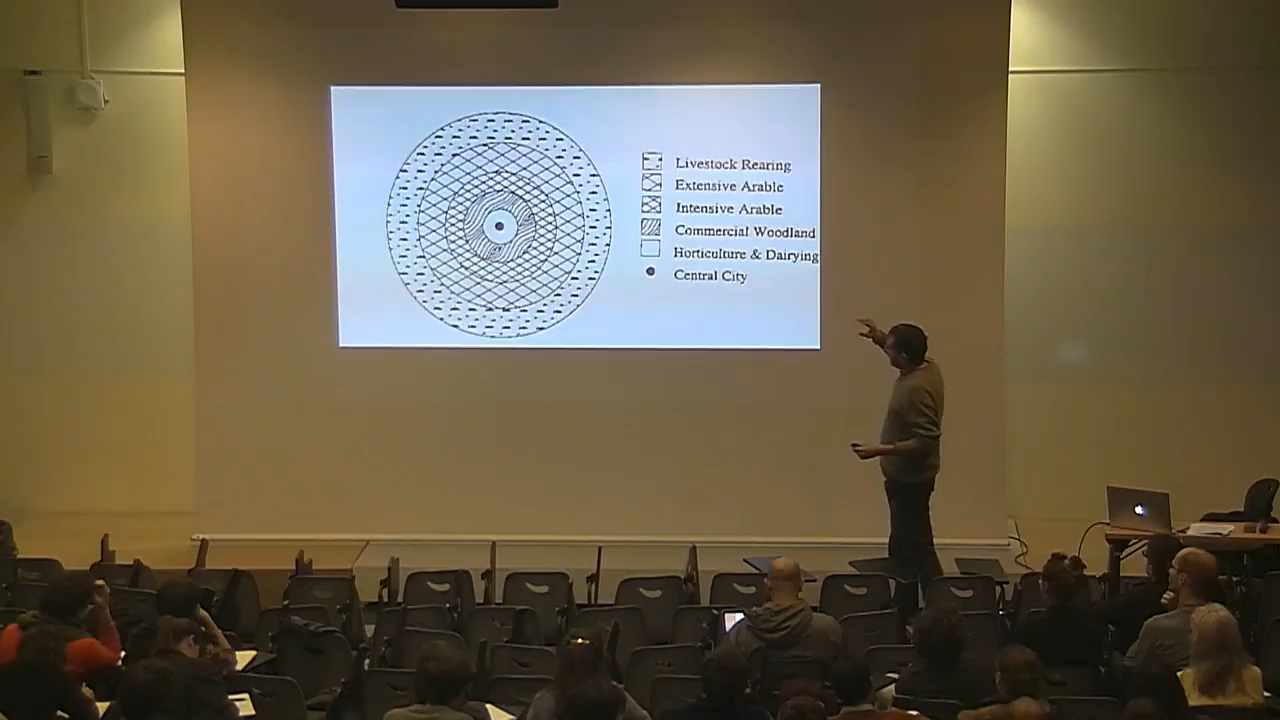 Livestock Rearing
Extensive Arable
Intensive Arable
Commercial Woodland
Horticulture & Dairying
Central City